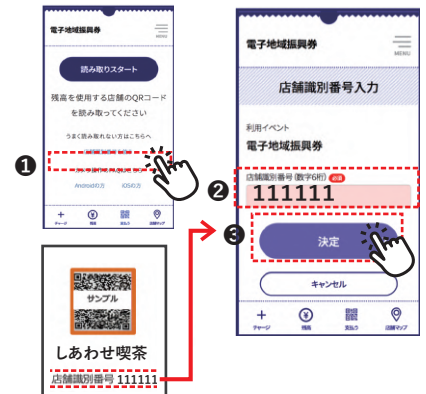 電子地域振興券
MENU
読み取りスタート
残高を使用する店舗のQRコード
を読み取ってください
うまく読み取れない方はこちらへ
Androidの方 iOSの方
チャージ 残高 支払う 店舗マップ
❶
サンプル
しあわせ喫茶
店舗識別番号 111111
電子地域振興券
MENU
店舗識別番号入力
利用イベント
電子地域振興券
店舗識別番号(数字6桁) 必須
❷
111111
❸
決定
キャンセル
チャージ 残高 支払う 店舗マップ